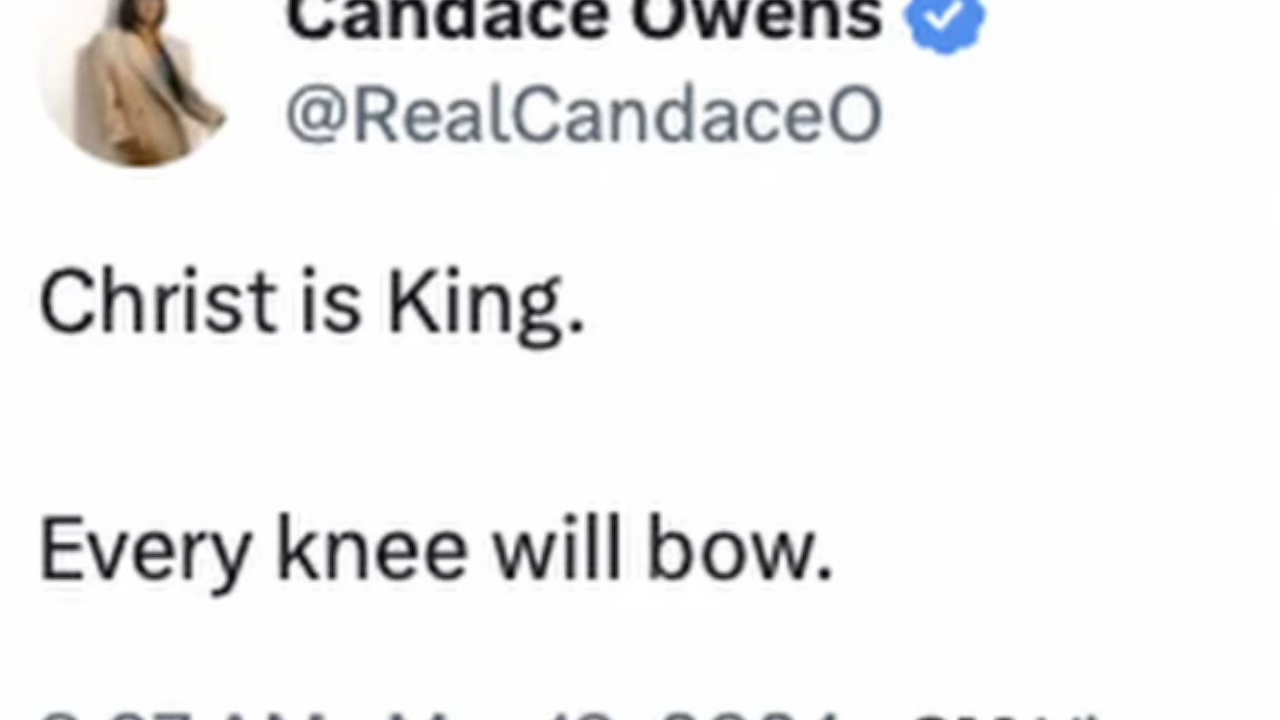 Candace Owens
@RealCandaceO
Christ is King.
Every knee will bow.